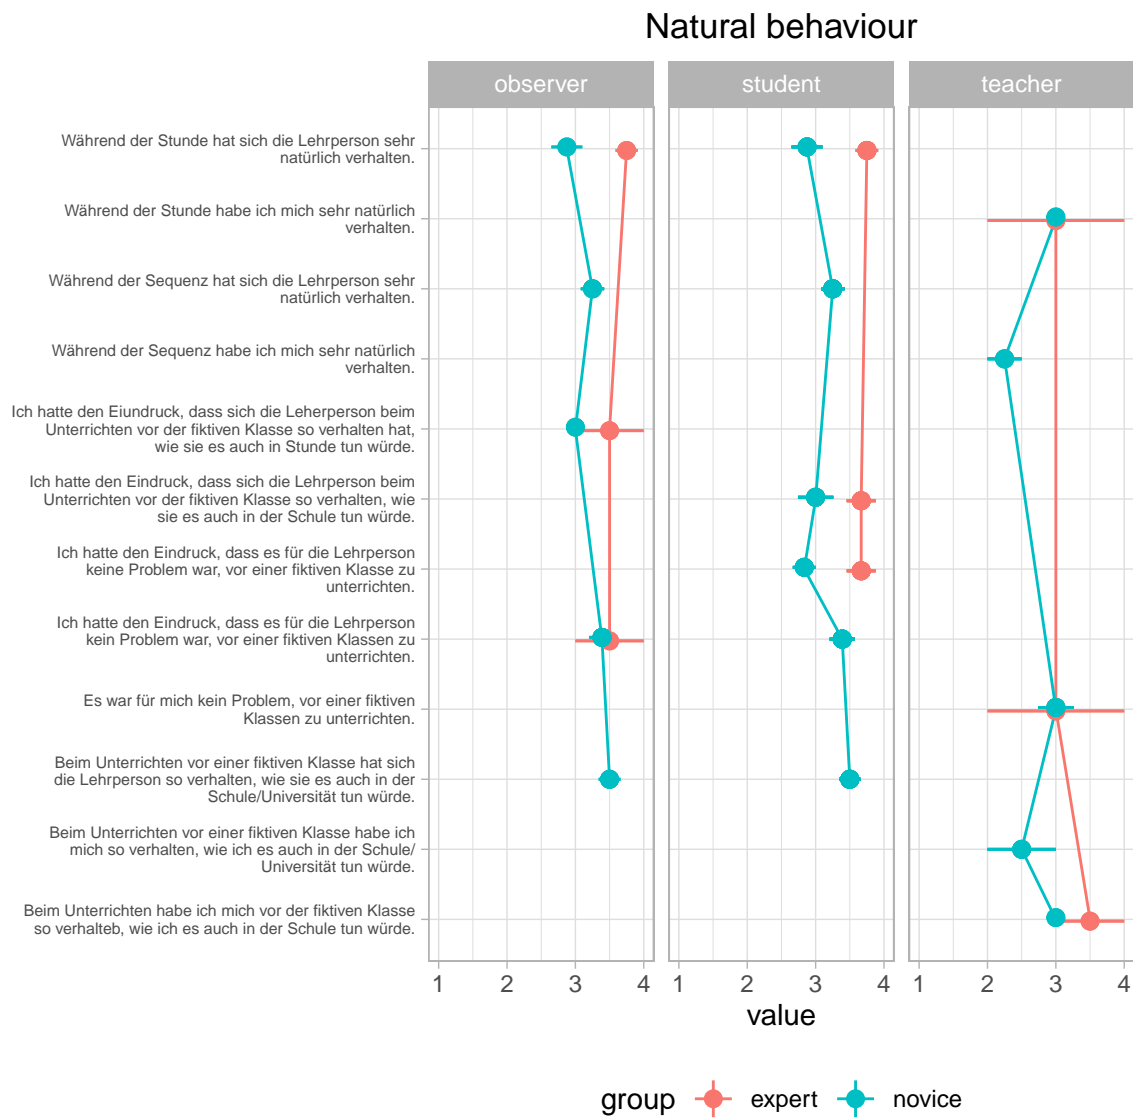 Natural behaviour
observer
student
teacher
Während der Stunde hat sich die Lehrperson sehr
natürlich verhalten.
Während der Stunde habe ich mich sehr natürlich
verhalten.
Während der Sequenz hat sich die Lehrperson sehr
natürlich verhalten.
Während der Sequenz habe ich mich sehr natürlich
verhalten.
Ich hatte den Eiundruck, dass sich die Leherperson beim
Unterrichten vor der fiktiven Klasse so verhalten hat,
wie sie es auch in Stunde tun würde.
Ich hatte den Eindruck, dass sich die Lehrperson beim
Unterrichten vor der fiktiven Klasse so verhalten, wie
sie es auch in der Schule tun würde.
Ich hatte den Eindruck, dass es für die Lehrperson
keine Problem war, vor einer fiktiven Klasse zu
unterrichten.
Ich hatte den Eindruck, dass es für die Lehrperson
kein Problem war, vor einer fiktiven Klassen zu
unterrichten.
Es war für mich kein Problem, vor einer fiktiven
Klassen zu unterrichten.
Beim Unterrichten vor einer fiktiven Klasse hat sich
die Lehrperson so verhalten, wie sie es auch in der
Schule/Universität tun würde.
Beim Unterrichten vor einer fiktiven Klasse habe ich
mich so verhalten, wie ich es auch in der Schule/
Universität tun würde.
Beim Unterrichten habe ich mich vor der fiktiven Klasse
so verhalteb, wie ich es auch in der Schule tun würde.
1 2 3 4
1 2 3 4
1 2 3 4
value
group expert novice